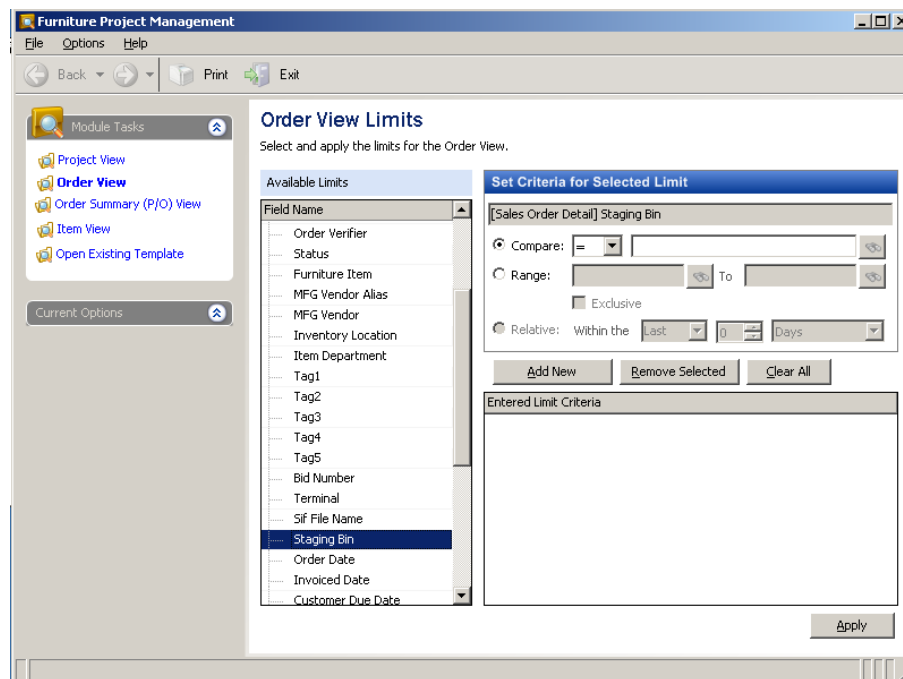 Furniture Project Management
File Options Help
Back Print Exit
Module Tasks
Project View
Order View
Order Summary (P/O) View
Item View
Open Existing Template
Current Options
Order View Limits
Select and apply the limits for the Order View.
Available Limits
Field Name
Order Verifier
Status
Furniture Item
MFG Vendor Alias
MFG Vendor
Inventory Location
Item Department
Tag1
Tag2
Tag3
Tag4
Tag5
Bid Number
Terminal
Sif File Name
Staging Bin
Order Date
Invoiced Date
Customer Due Date
Set Criteria for Selected Limit
[Sales Order Detail] Staging Bin
Compare: =
Range: To
Exclusive
Relative: Within the Last 0 Days
Add New Remove Selected Clear All
Entered Limit Criteria
Apply